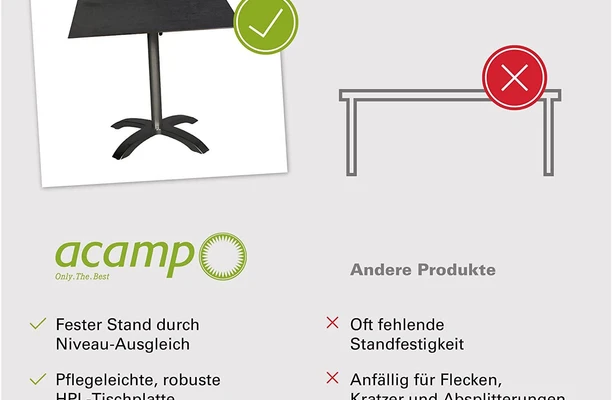 acamp
Only.The.Best
Andere Produkte
Fester Stand durch
Niveau-Ausgleich
Oft fehlende
Standfestigkeit
Pflegeleichte, robuste
HPL-Tischplatte
Anfällig für Flecken,
Kratzer und Absplitterungen